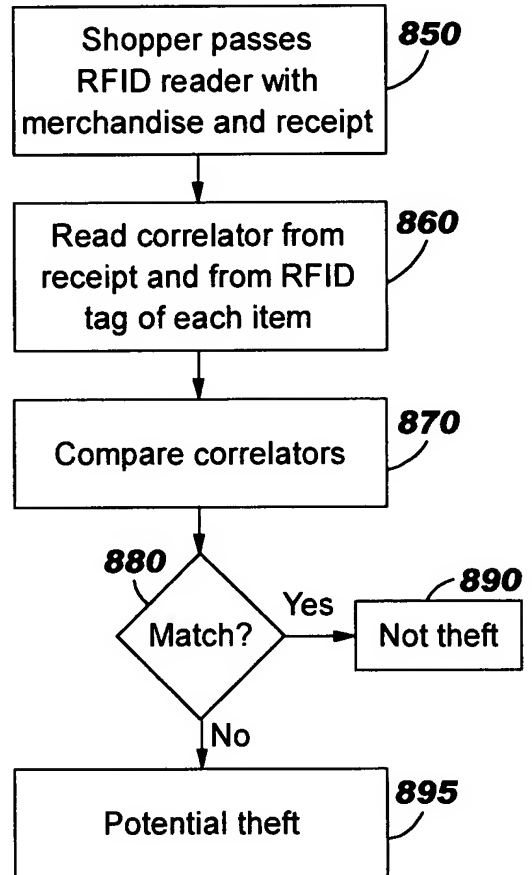 Shopper passes
RFID reader with
merchandise and receipt
850
Read correlator from
receipt and from RFID
tag of each item
860
Compare correlators
870
880
Match?
Yes
890
Not theft
No
Potential theft
895